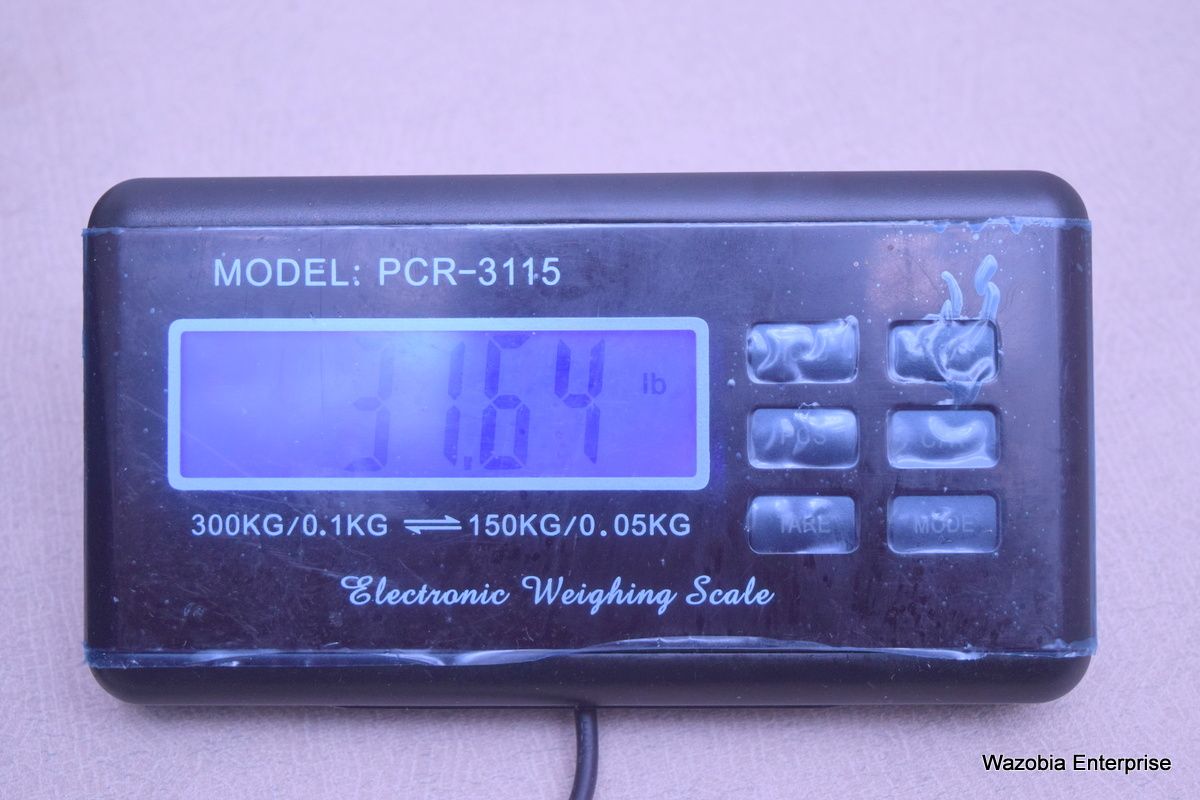 MODEL: PCR-3115
31.64 lb
300KG/0.1KG ⇌ 150KG/0.05KG
TARE MODE
Electronic Weighing Scale
Wazobia Enterprise